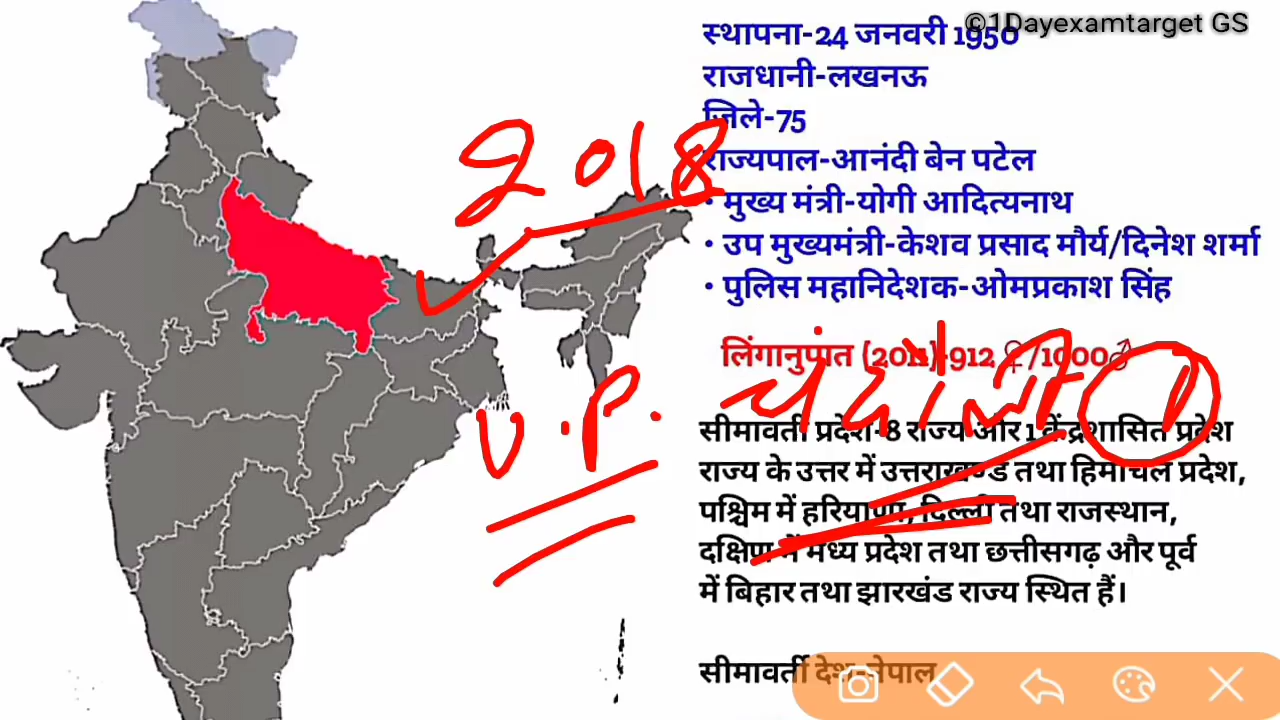 ©1Dayexamtarget GS
स्थापना-24 जनवरी 1950
राजधानी-लखनऊ
जिले-75
राज्यपाल-आनंदी बेन पटेल
• मुख्य मंत्री-योगी आदित्यनाथ
• उप मुख्यमंत्री-केशव प्रसाद मौर्य/दिनेश शर्मा
• पुलिस महानिदेशक-ओमप्रकाश सिंह
2018
लिंगानुपात (2011)-912 ♀/1000♂
U.P. 1
सीमावर्ती प्रदेश-8 राज्य और 1 केंद्रशासित प्रदेश
राज्य के उत्तर में उत्तराखण्ड तथा हिमाचल प्रदेश,
पश्चिम में हरियाणा, दिल्ली तथा राजस्थान,
दक्षिण में मध्य प्रदेश तथा छत्तीसगढ़ और पूर्व
में बिहार तथा झारखंड राज्य स्थित हैं।
सीमावर्ती देश-नेपाल